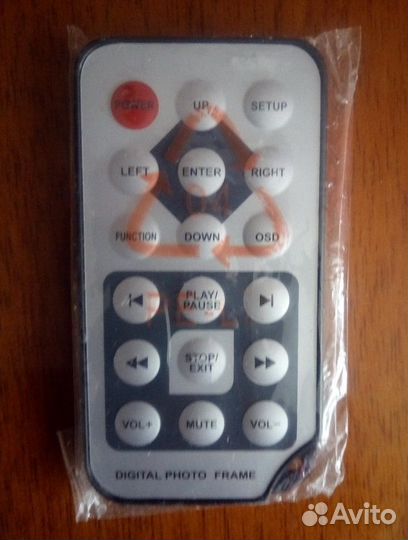 POWER UP SETUP
LEFT ENTER RIGHT
04
FUNCTION DOWN OSD
PLAY/
PAUSE
STOP/
EXIT
VOL+ MUTE VOL-
DIGITAL PHOTO FRAME
Avito